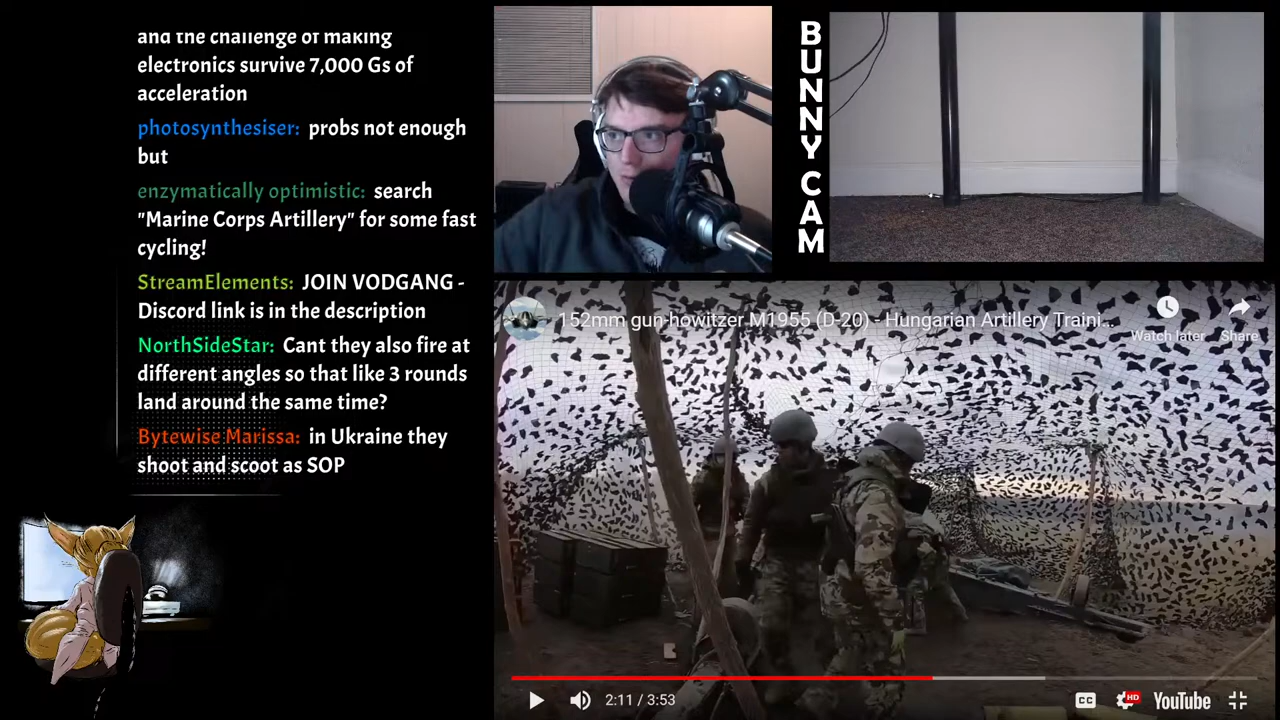 and the challenge of making
electronics survive 7,000 Gs of
acceleration
photosynthesiser: probs not enough
but
enzymatically optimistic: search
"Marine Corps Artillery" for some fast
cycling!
StreamElements: JOIN VODGANG -
Discord link is in the description
NorthSideStar: Cant they also fire at
different angles so that like 3 rounds
land around the same time?
Bytewise Marissa: in Ukraine they
shoot and scoot as SOP
BUNNY CAM
152mm gun-howitzer M1955 (D-20) - Hungarian Artillery Traini...
Watch later
Share
2:11 / 3:53
CC
HD
YouTube